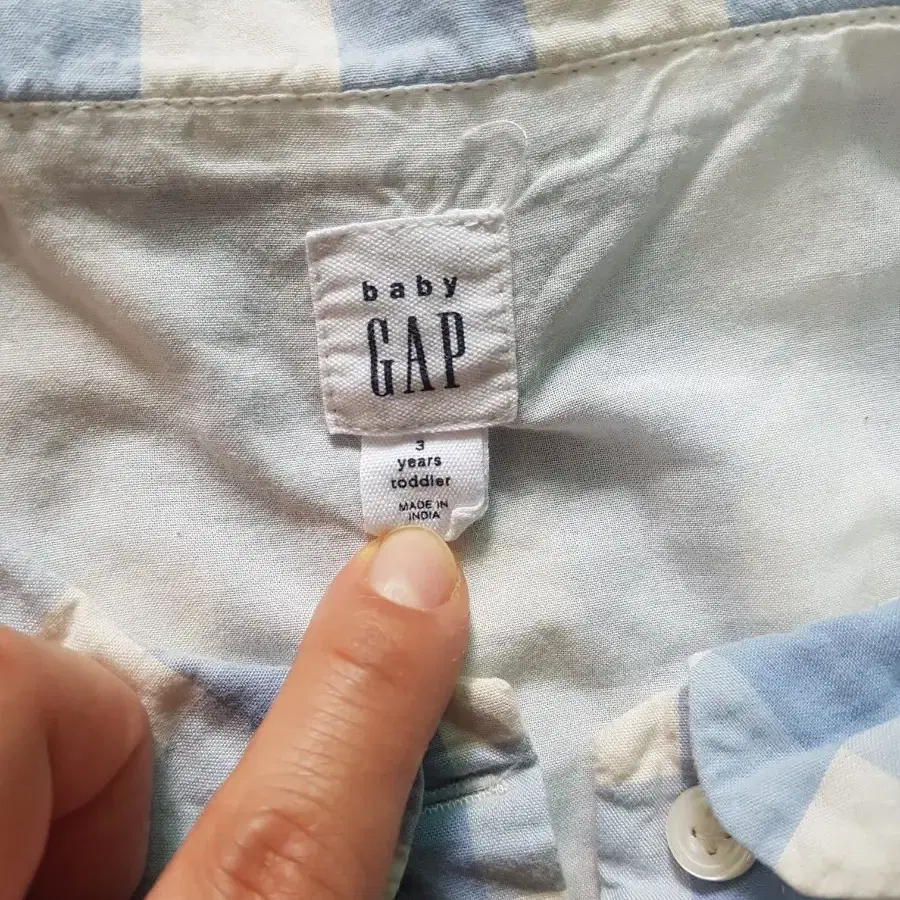 baby
GAP
3
years
toddler
MADE IN
INDIA